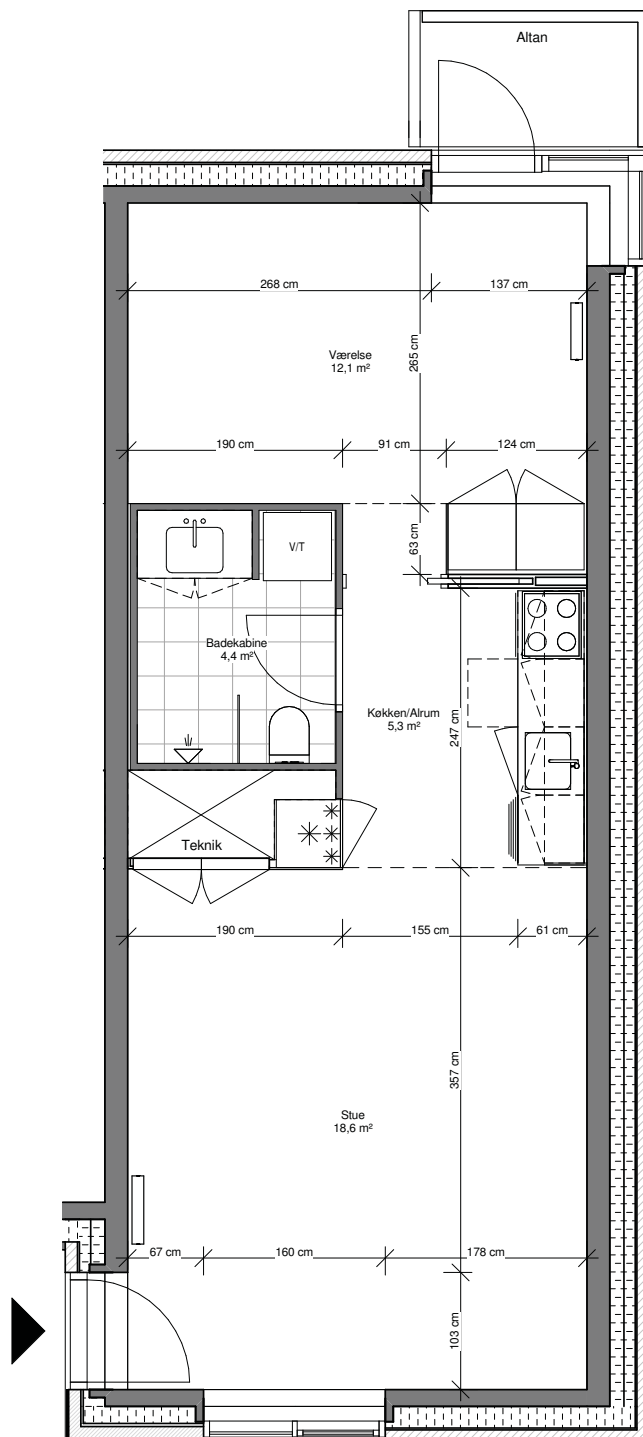 Altan
268 cm
137 cm
265 cm
Værelse
12,1 m²
190 cm
91 cm
124 cm
63 cm
V/T
Badekabine
4,4 m²
Køkken/Alrum
5,3 m²
247 cm
Teknik
190 cm
155 cm
61 cm
357 cm
Stue
18,6 m²
67 cm
160 cm
178 cm
103 cm